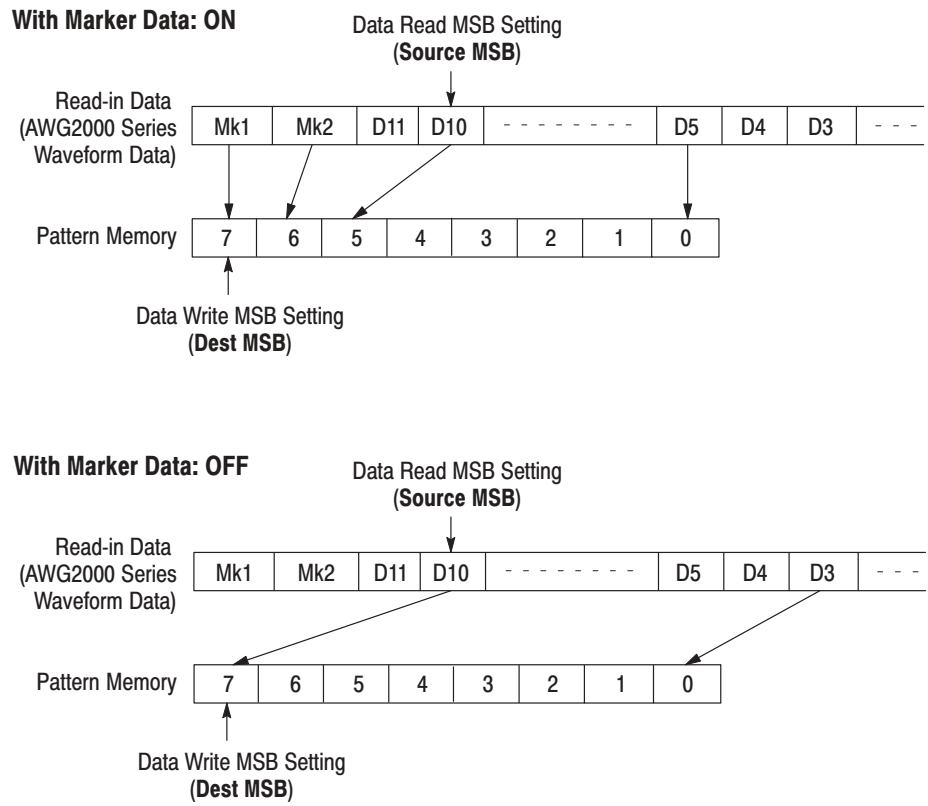 With Marker Data: ON
Data Read MSB Setting
(Source MSB)
Read-in Data
(AWG2000 Series
Waveform Data)
Mk1 Mk2 D11 D10 - - - - - - - - D5 D4 D3 - - -
Pattern Memory
7 6 5 4 3 2 1 0
Data Write MSB Setting
(Dest MSB)
With Marker Data: OFF
Data Read MSB Setting
(Source MSB)
Read-in Data
(AWG2000 Series
Waveform Data)
Mk1 Mk2 D11 D10 - - - - - - - - D5 D4 D3 - - -
Pattern Memory
7 6 5 4 3 2 1 0
Data Write MSB Setting
(Dest MSB)